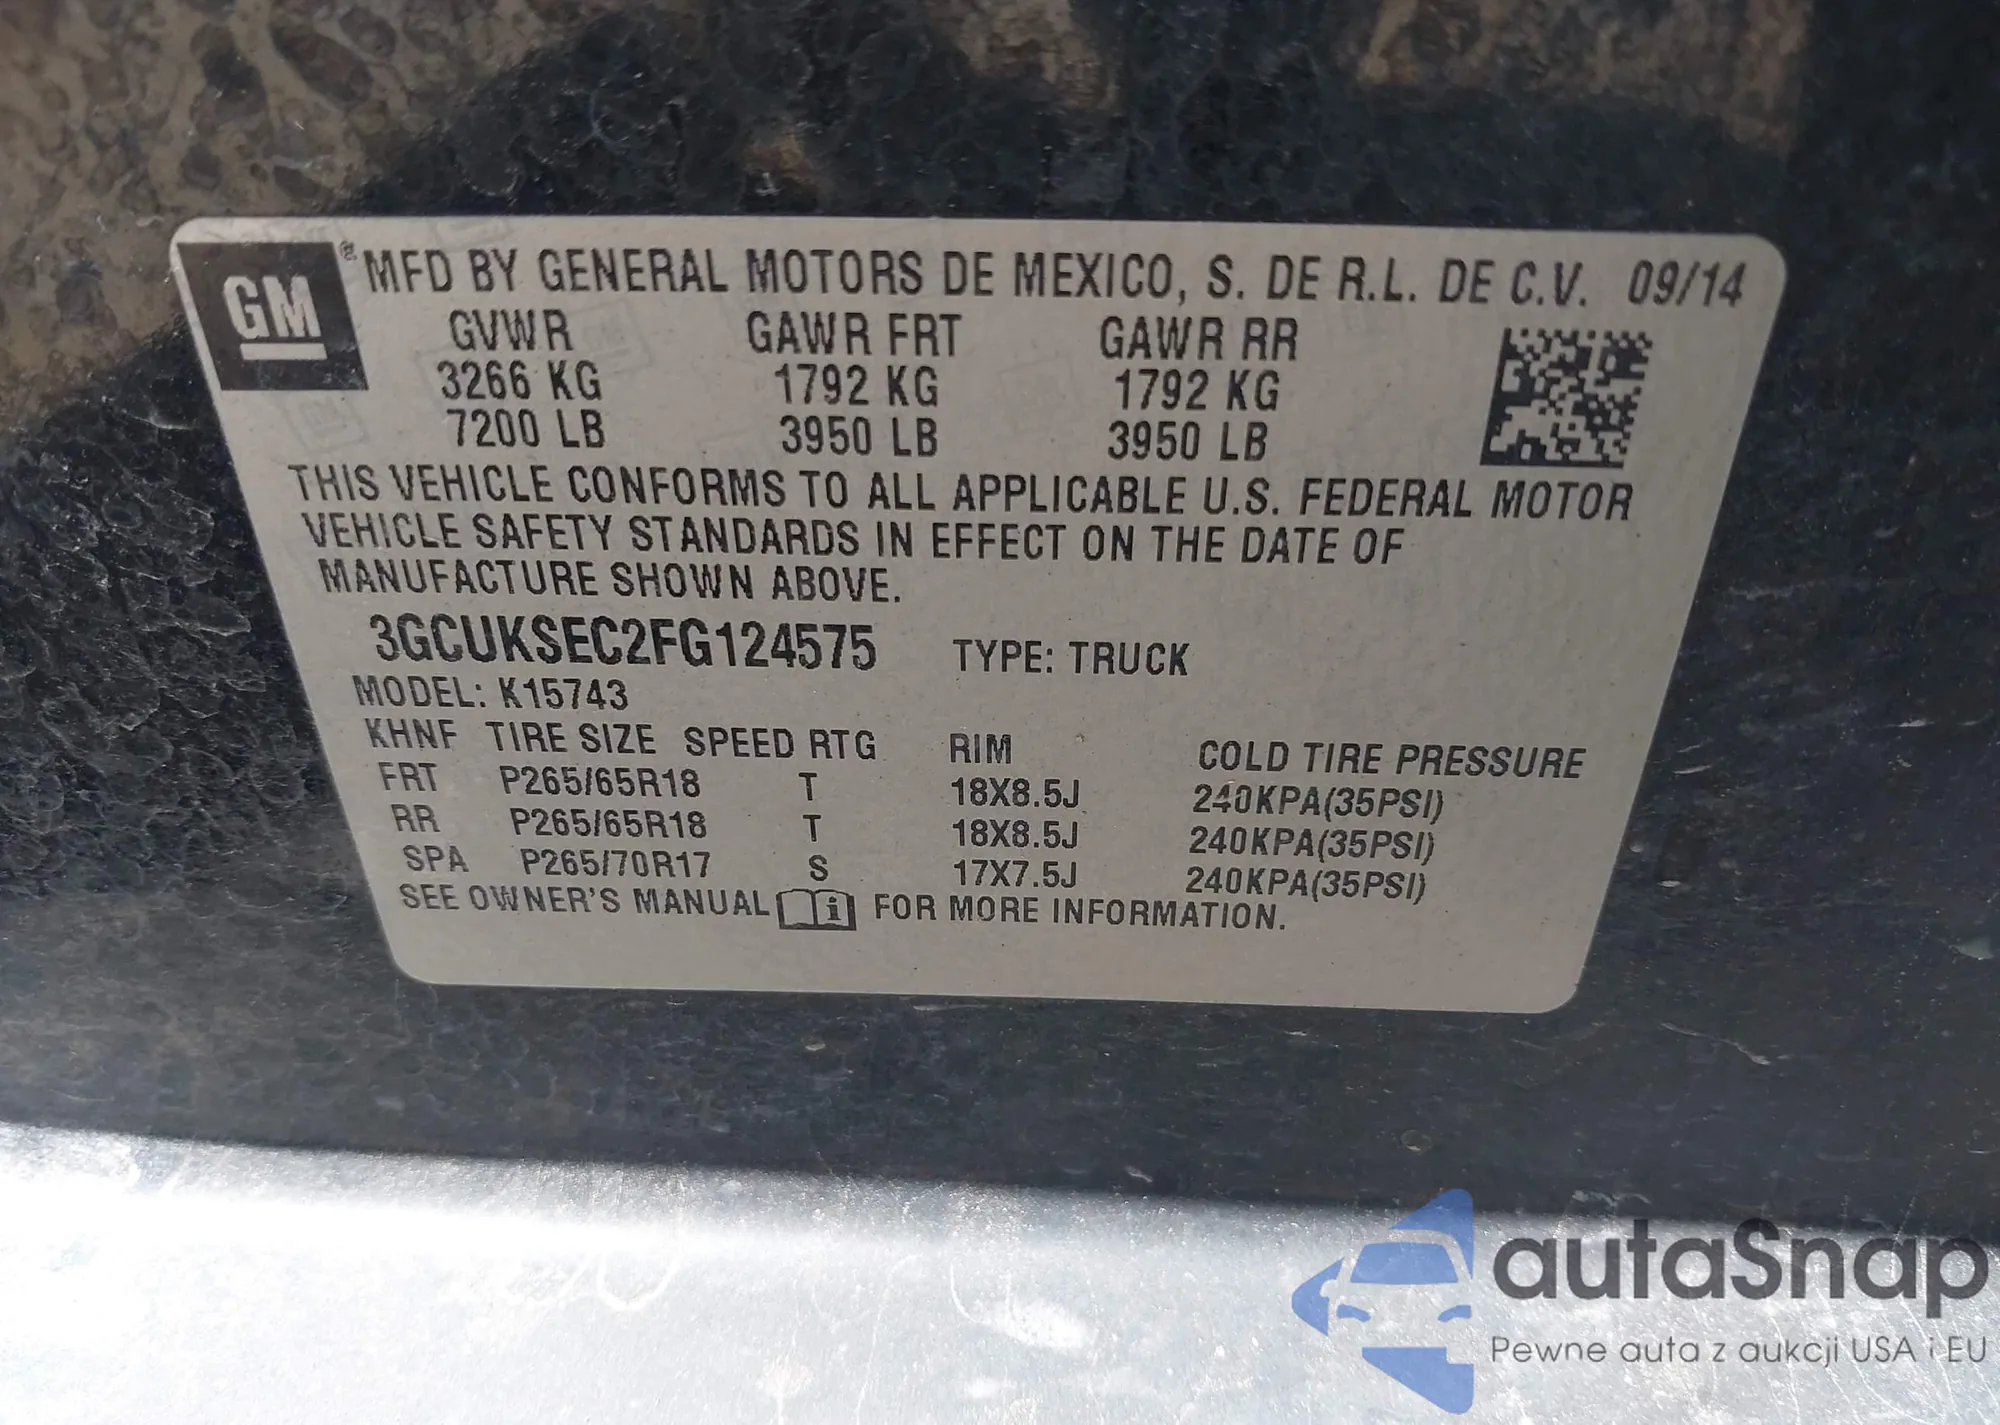 GM ® MFD BY GENERAL MOTORS DE MEXICO, S. DE R.L. DE C.V. 09/14
GVWR GAWR FRT GAWR RR
3266 KG 1792 KG 1792 KG
7200 LB 3950 LB 3950 LB
THIS VEHICLE CONFORMS TO ALL APPLICABLE U.S. FEDERAL MOTOR
VEHICLE SAFETY STANDARDS IN EFFECT ON THE DATE OF
MANUFACTURE SHOWN ABOVE.
3GCUKSEC2FG124575 TYPE: TRUCK
MODEL: K15743
KHNF TIRE SIZE SPEED RTG RIM COLD TIRE PRESSURE
FRT P265/65R18 T 18X8.5J 240KPA(35PSI)
RR P265/65R18 T 18X8.5J 240KPA(35PSI)
SPA P265/70R17 S 17X7.5J 240KPA(35PSI)
SEE OWNER'S MANUAL i FOR MORE INFORMATION.
autaSnap
Pewne auta z aukcji USA i EU